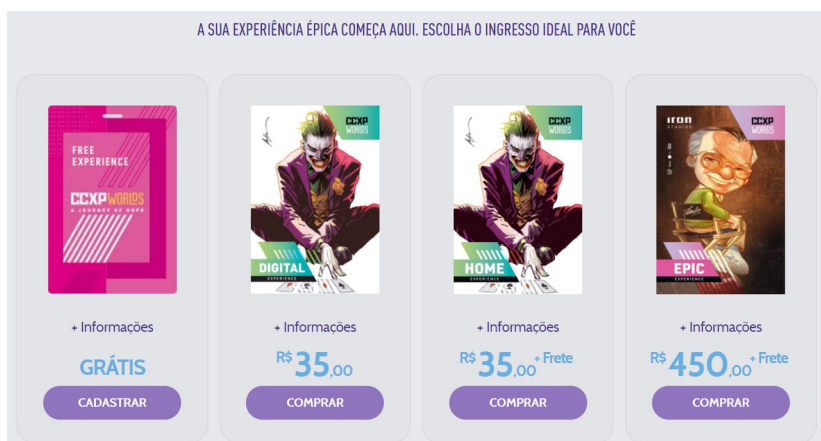 A SUA EXPERIÊNCIA ÉPICA COMEÇA AQUI. ESCOLHA O INGRESSO IDEAL PARA VOCÊ
FREE
EXPERIENCE
CCXPWORLDS
A JOURNEY OF HOPE
+ Informações
GRÁTIS
CADASTRAR
CCXP
WORLDS
DIGITAL
EXPERIENCE
+ Informações
R$ 35,00
COMPRAR
CCXP
WORLDS
HOME
EXPERIENCE
+ Informações
R$ 35,00 + Frete
COMPRAR
IRON
STUDIOS
CCXP
WORLDS
EPIC
EXPERIENCE
+ Informações
R$ 450,00 + Frete
COMPRAR